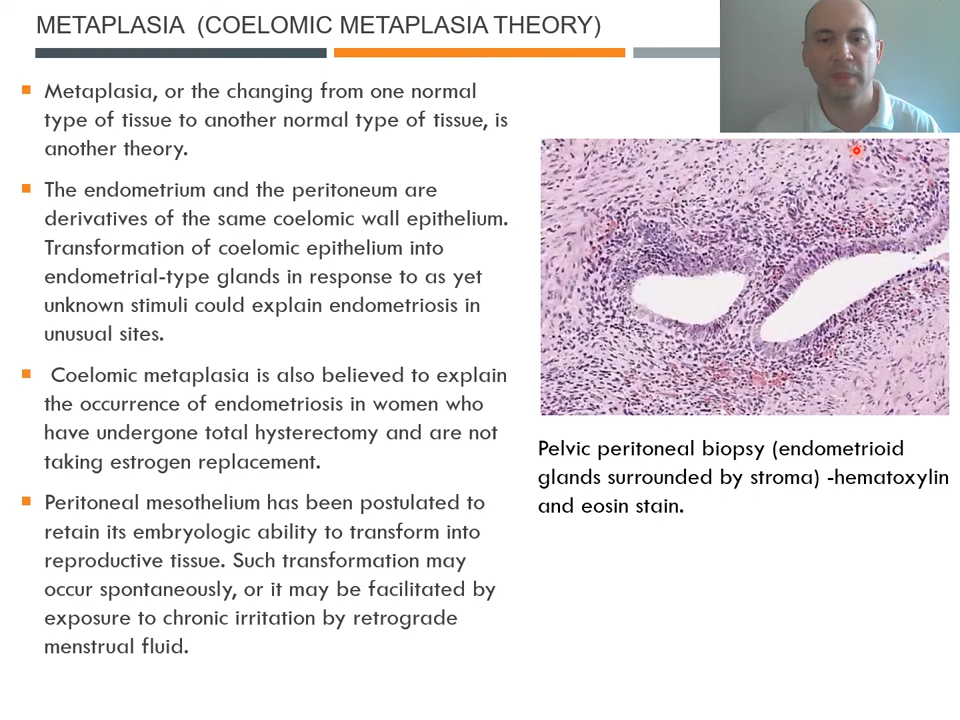 METAPLASIA (COELOMIC METAPLASIA THEORY)
Metaplasia, or the changing from one normal
type of tissue to another normal type of tissue, is
another theory.
The endometrium and the peritoneum are
derivatives of the same coelomic wall epithelium.
Transformation of coelomic epithelium into
endometrial-type glands in response to as yet
unknown stimuli could explain endometriosis in
unusual sites.
Coelomic metaplasia is also believed to explain
the occurrence of endometriosis in women who
have undergone total hysterectomy and are not
taking estrogen replacement.
Peritoneal mesothelium has been postulated to
retain its embryologic ability to transform into
reproductive tissue. Such transformation may
occur spontaneously, or it may be facilitated by
exposure to chronic irritation by retrograde
menstrual fluid.
Pelvic peritoneal biopsy (endometrioid
glands surrounded by stroma) -hematoxylin
and eosin stain.